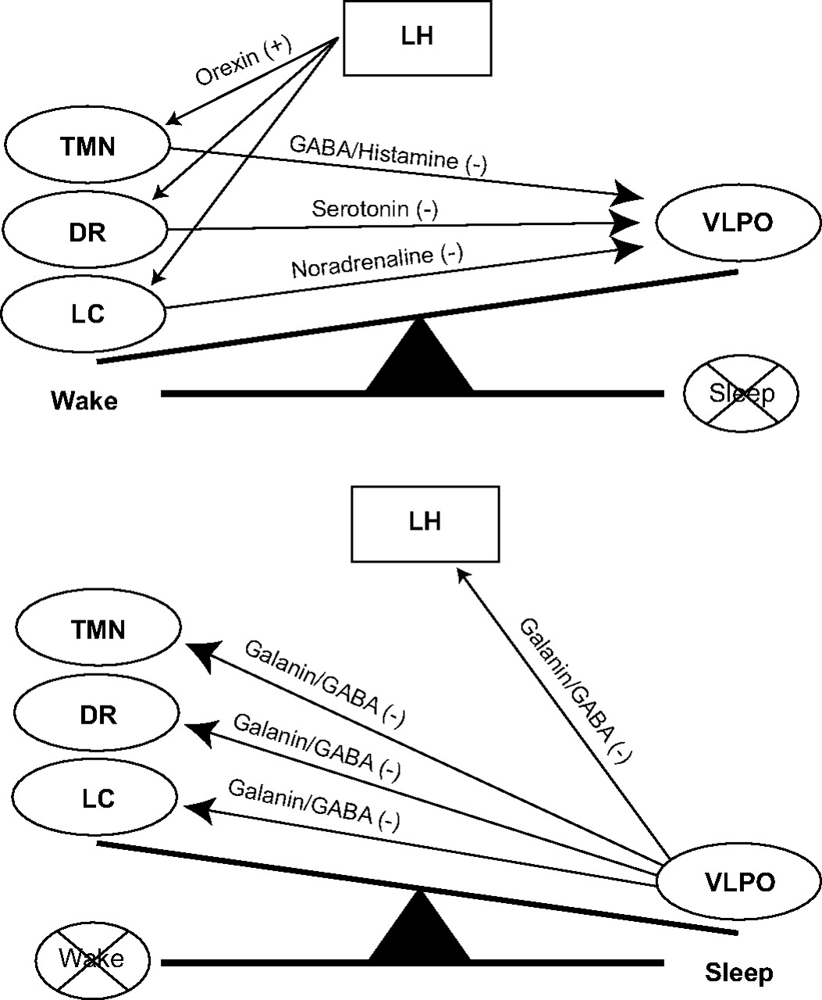 LH
Orexin (+)
TMN
GABA/Histamine (-)
DR
Serotonin (-)
VLPO
LC
Noradrenaline (-)
Wake
Sleep
LH
TMN
Galanin/GABA (-)
Galanin/GABA (-)
DR
Galanin/GABA (-)
LC
Galanin/GABA (-)
VLPO
Wake
Sleep